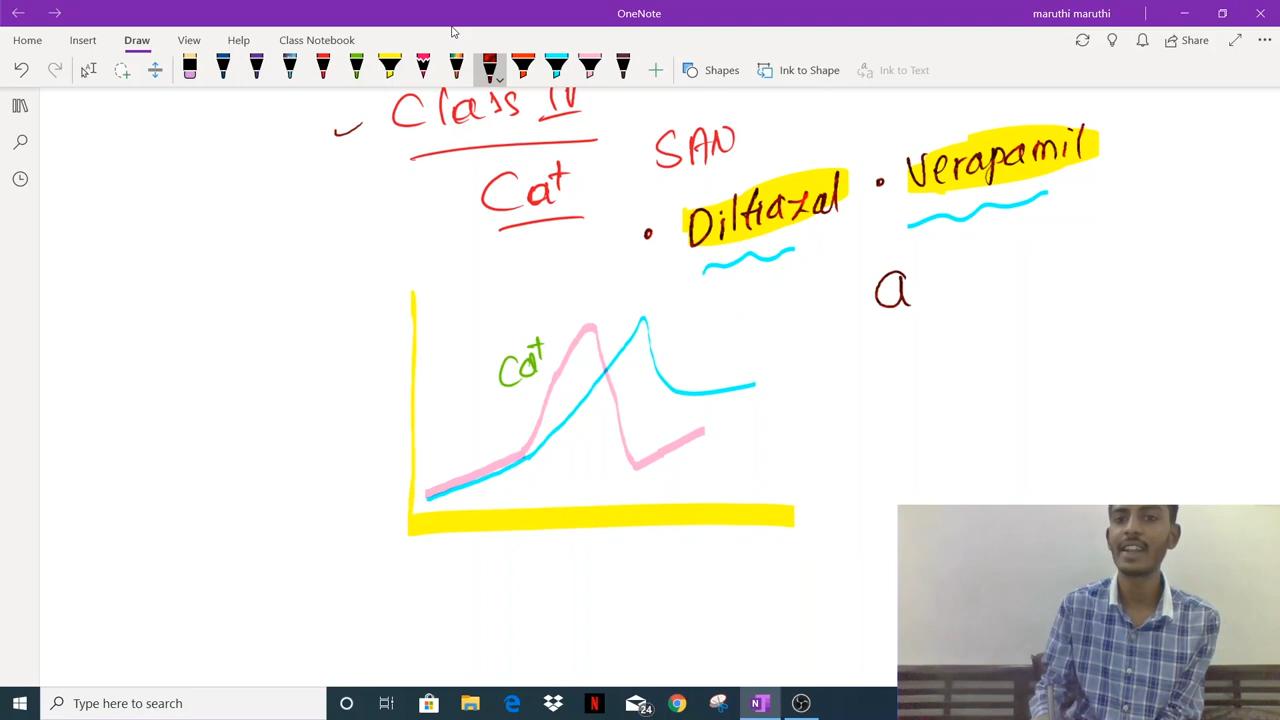 OneNote
maruthi maruthi
Home Insert Draw View Help Class Notebook
Share
Shapes Ink to Shape Ink to Text
Class IV
Ca+
SAN
• Diltiazal
• Verapamil
a
Ca+
Type here to search
24